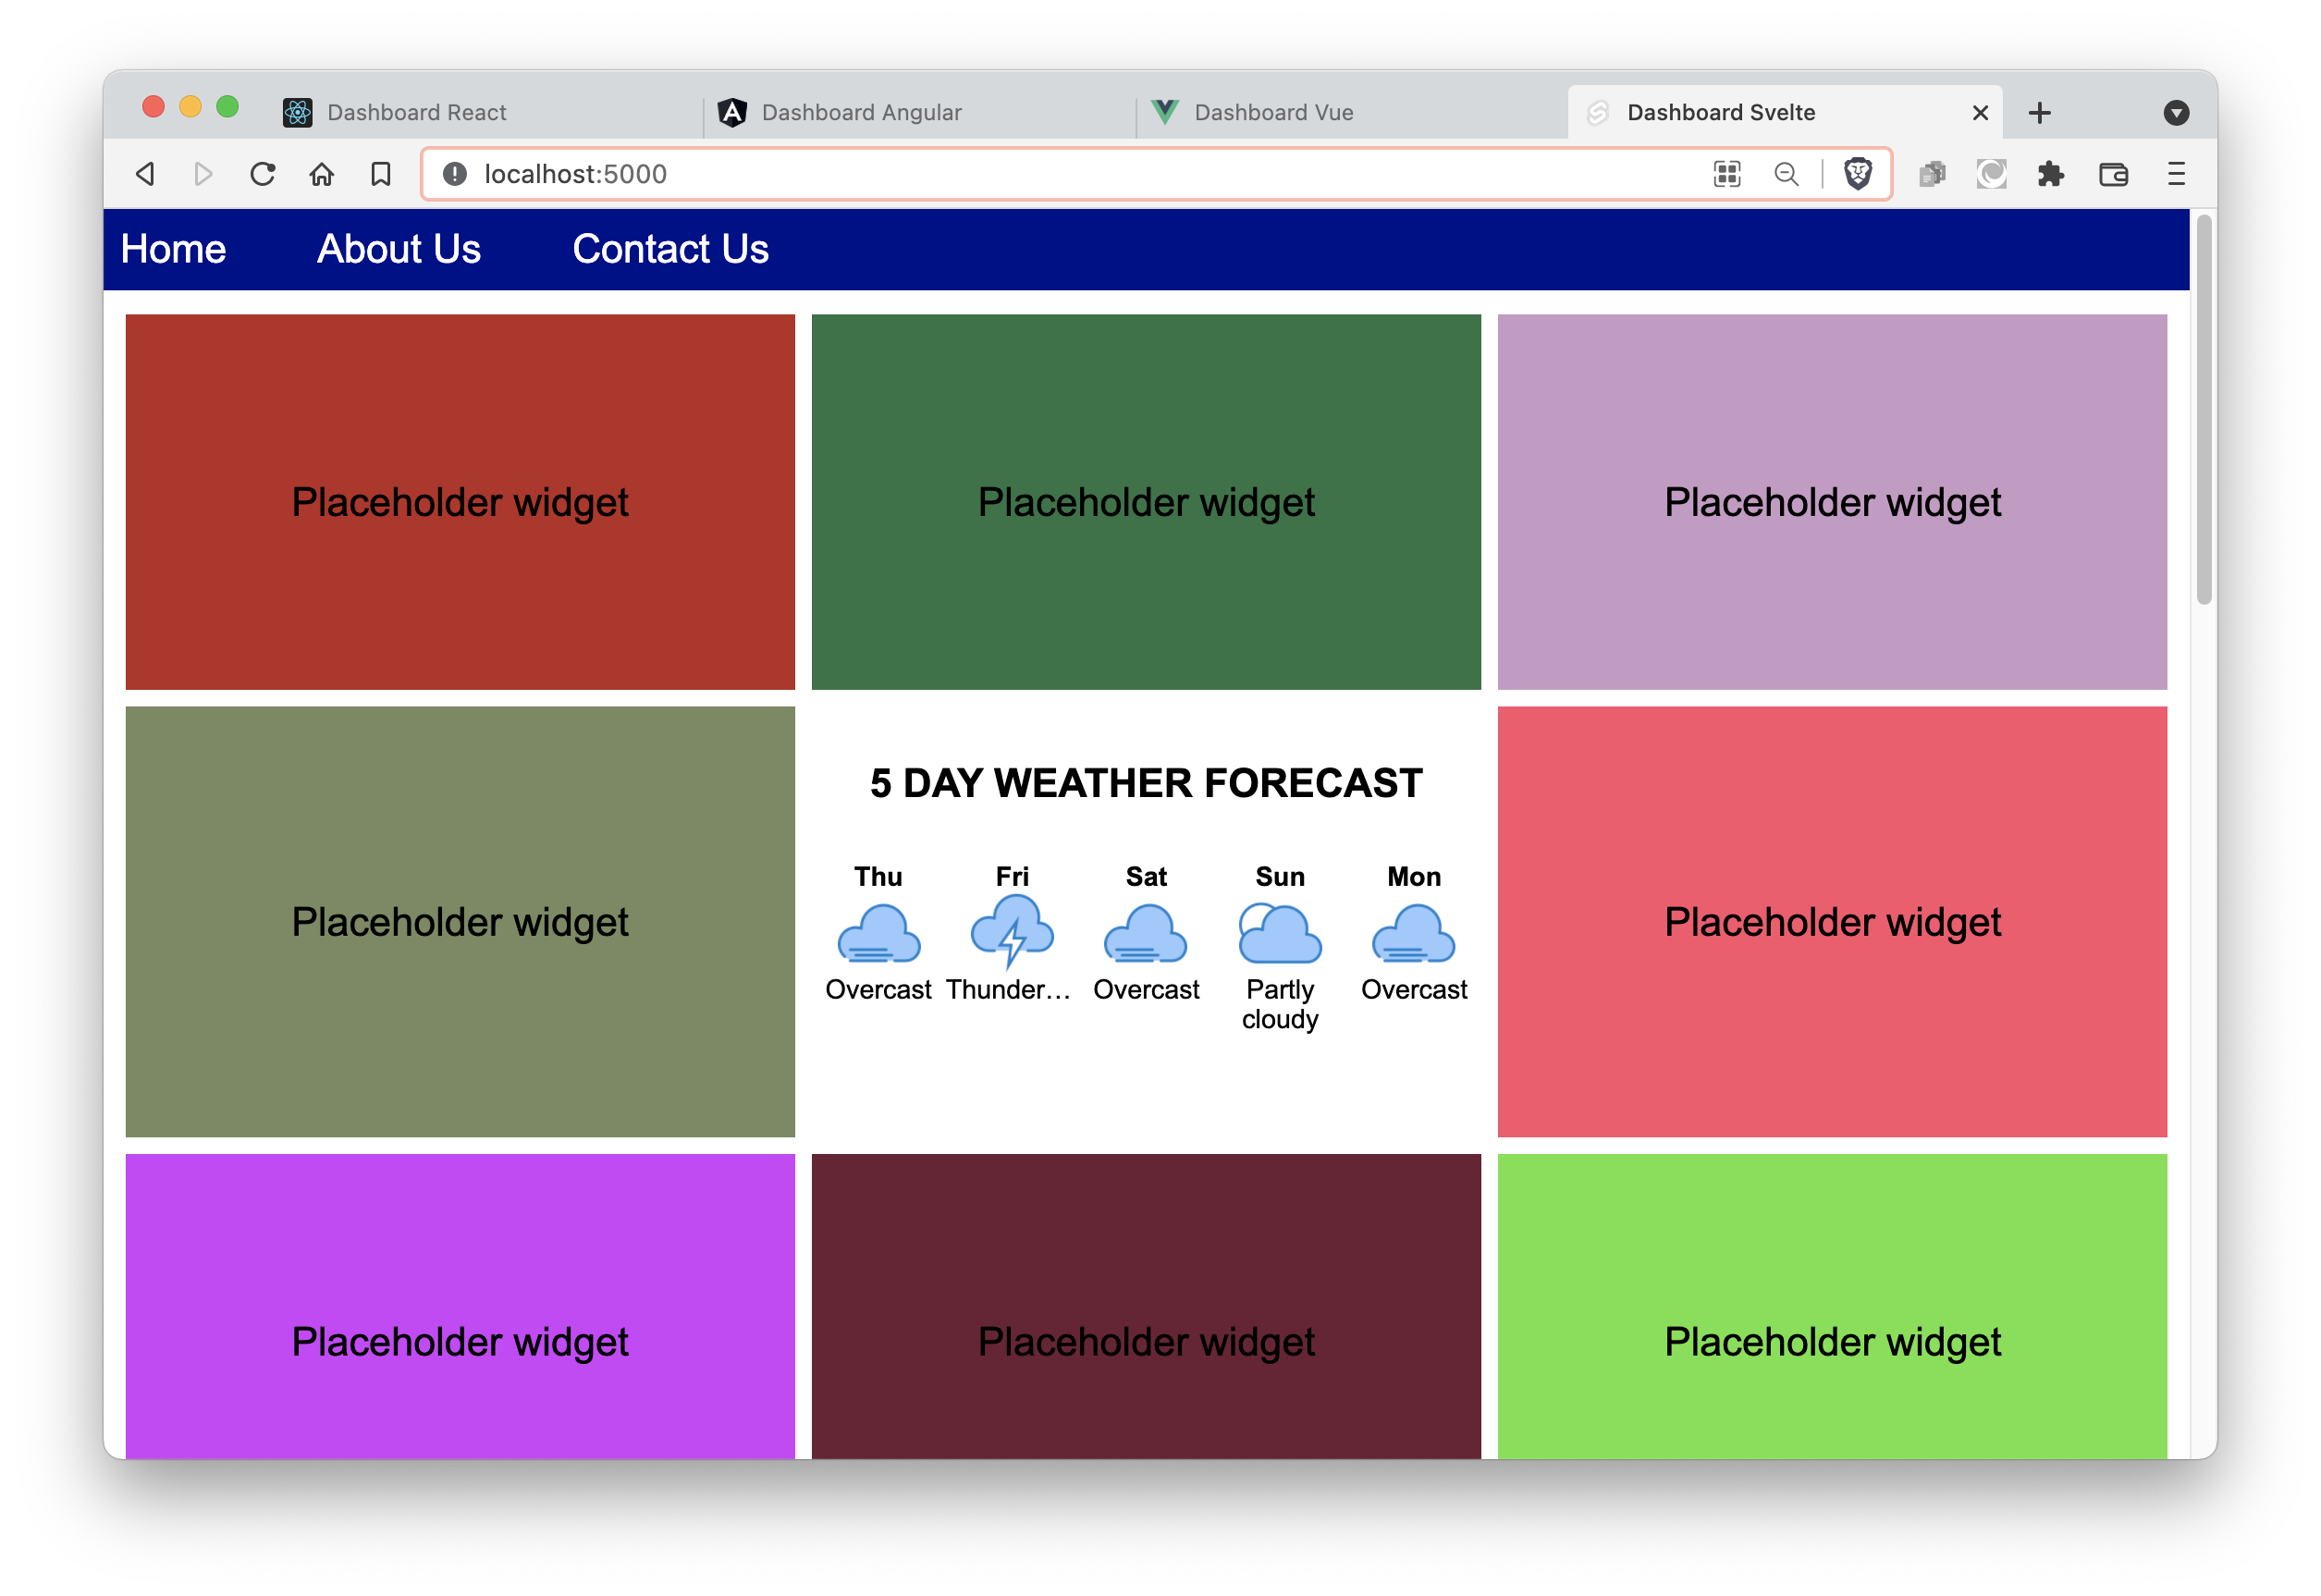 Dashboard React
Dashboard Angular
Dashboard Vue
Dashboard Svelte
localhost:5000
Home
About Us
Contact Us
Placeholder widget
Placeholder widget
Placeholder widget
Placeholder widget
5 DAY WEATHER FORECAST
Thu
Fri
Sat
Sun
Mon
Overcast
Thunder...
Overcast
Partly
cloudy
Overcast
Placeholder widget
Placeholder widget
Placeholder widget
Placeholder widget